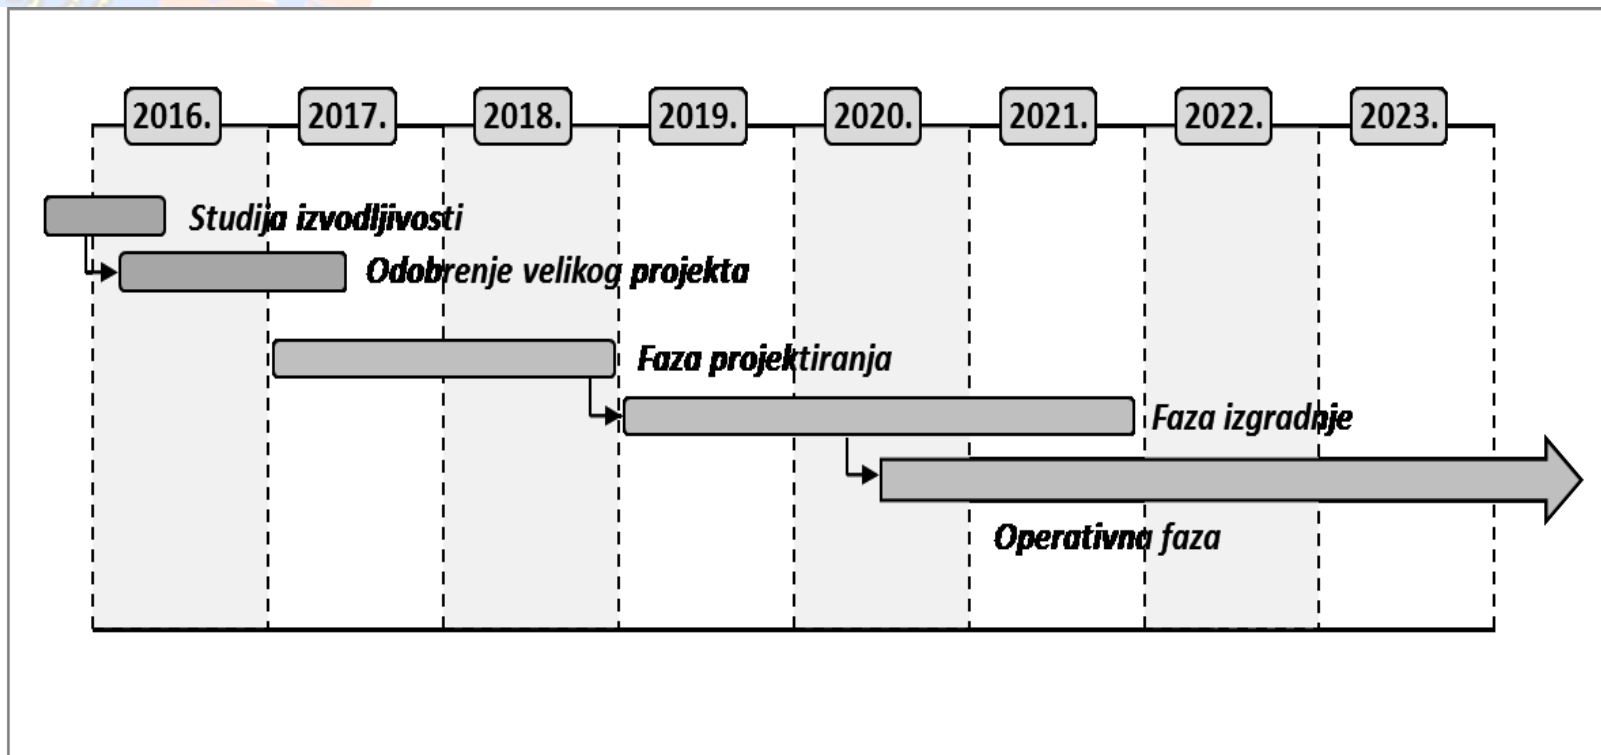 2016. 2017. 2018. 2019. 2020. 2021. 2022. 2023.
Studija izvodljivosti
Odobrenje velikog projekta
Faza projektiranja
Faza izgradnje
Operativna faza